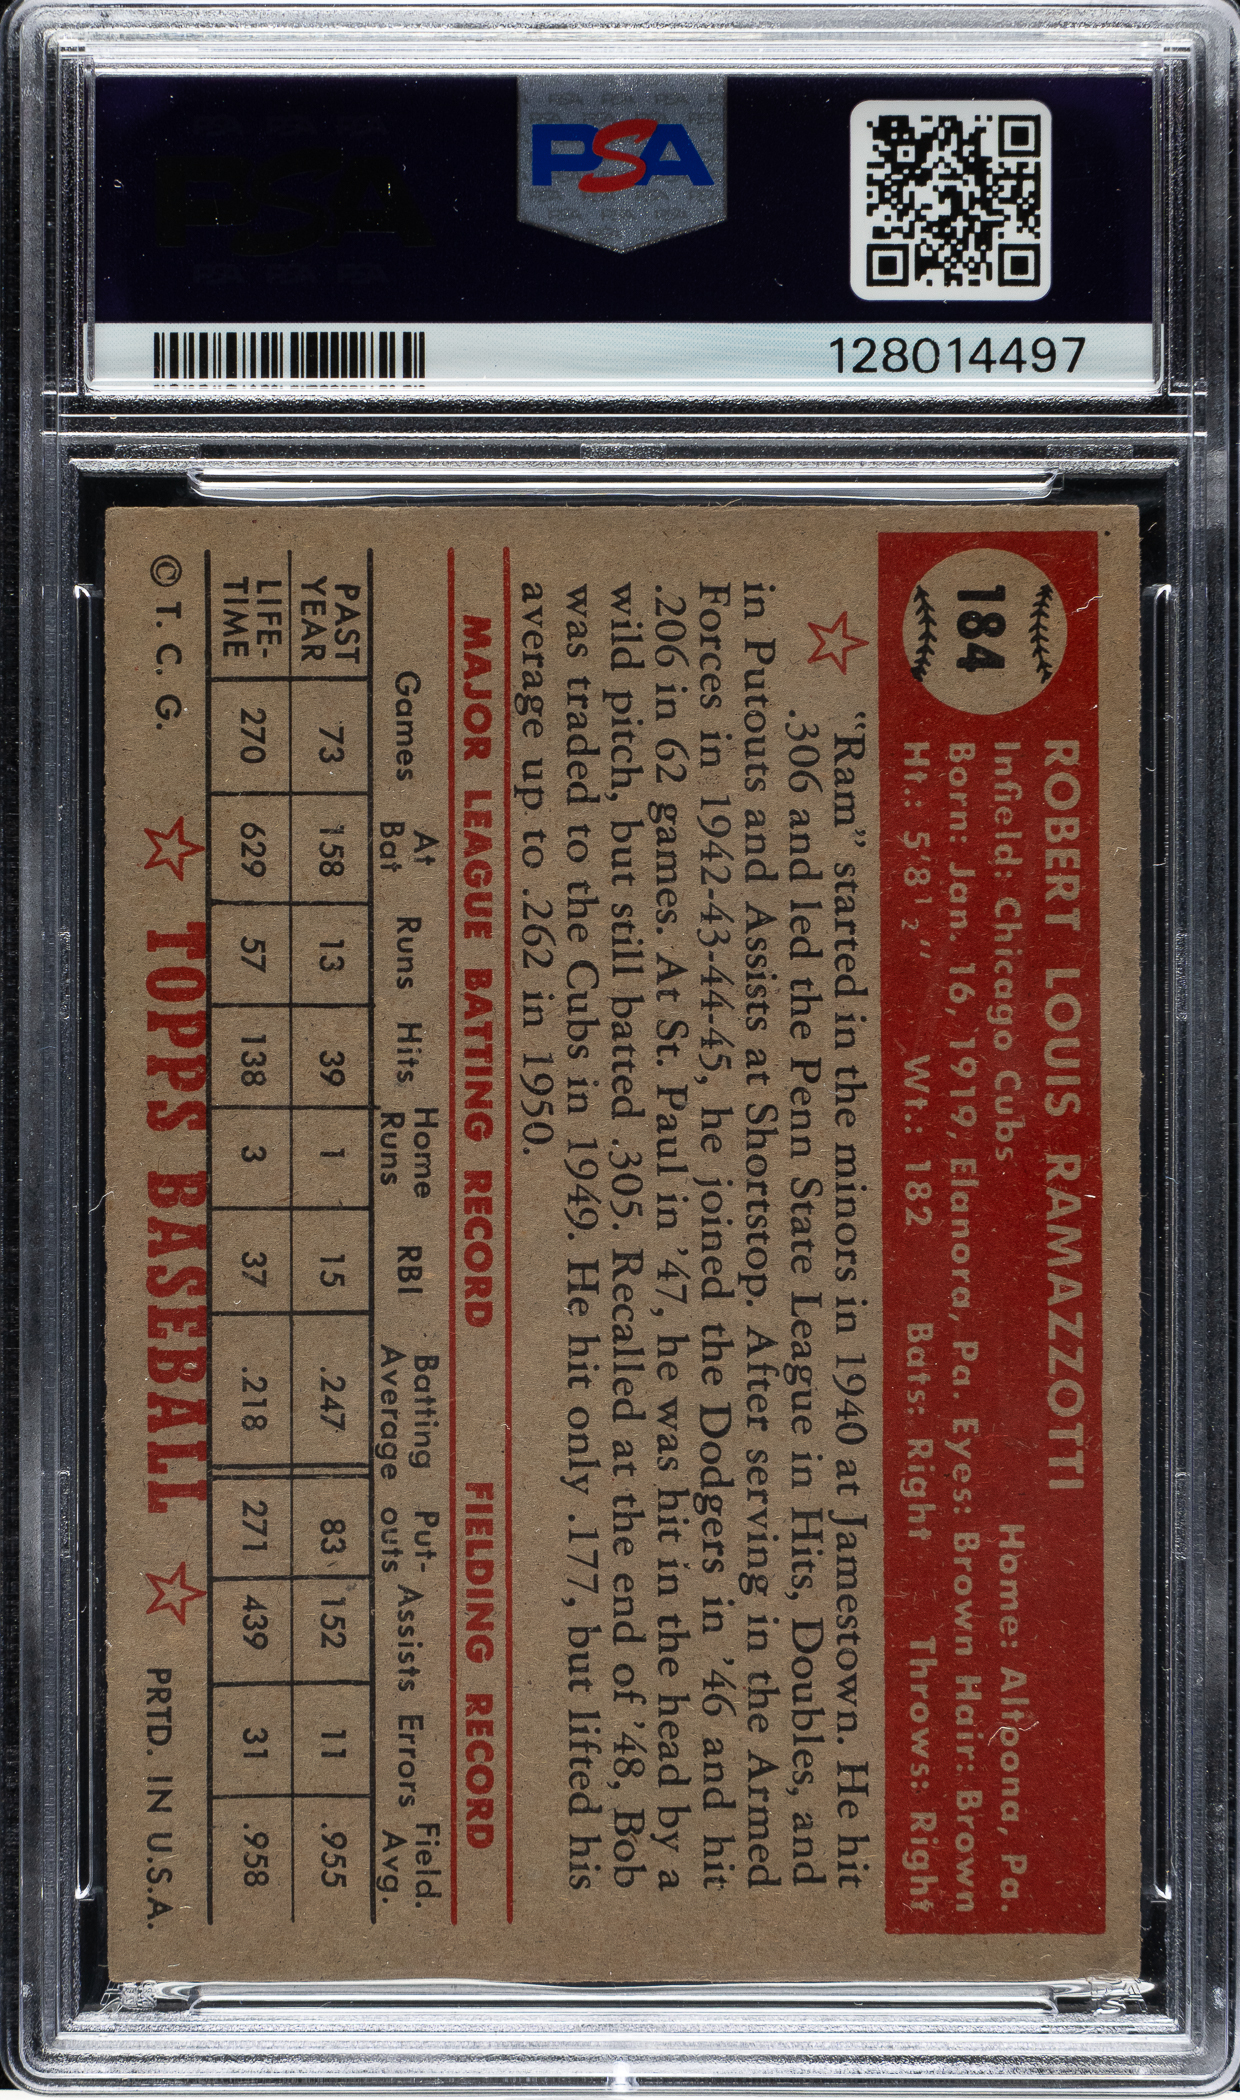 PSA
128014497
184
ROBERT LOUIS RAMAZZOTTI
Infield: Chicago Cubs Home: Altoona, Pa.
Born: Jan. 16, 1919, Elanora, Pa. Eyes: Brown Hair: Brown
Ht.: 5'8½" Wt.: 182 Bats: Right Throws: Right
"Ram" started in the minors in 1940 at Jamestown. He hit
.306 and led the Penn State League in Hits, Doubles, and
in Putouts and Assists at Shortstop. After serving in the Armed
Forces in 1942-43-44-45, he joined the Dodgers in '46 and hit
.206 in 62 games. At St. Paul in '47, he was hit in the head by a
wild pitch, but still batted .305. Recalled at the end of '48, Bob
was traded to the Cubs in 1949. He hit only .177, but lifted his
average up to .262 in 1950.
MAJOR LEAGUE BATTING RECORD FIELDING RECORD
Games At Bat Runs Hits Home Runs RBI Batting Average Put-outs Assists Errors Field. Avg.
PAST YEAR 73 158 13 39 1 15 .247 83 152 11 .955
LIFE-TIME 270 629 57 138 3 37 .218 271 439 31 .958
© T. C. G. TOPPS BASEBALL PRTD. IN U.S.A.